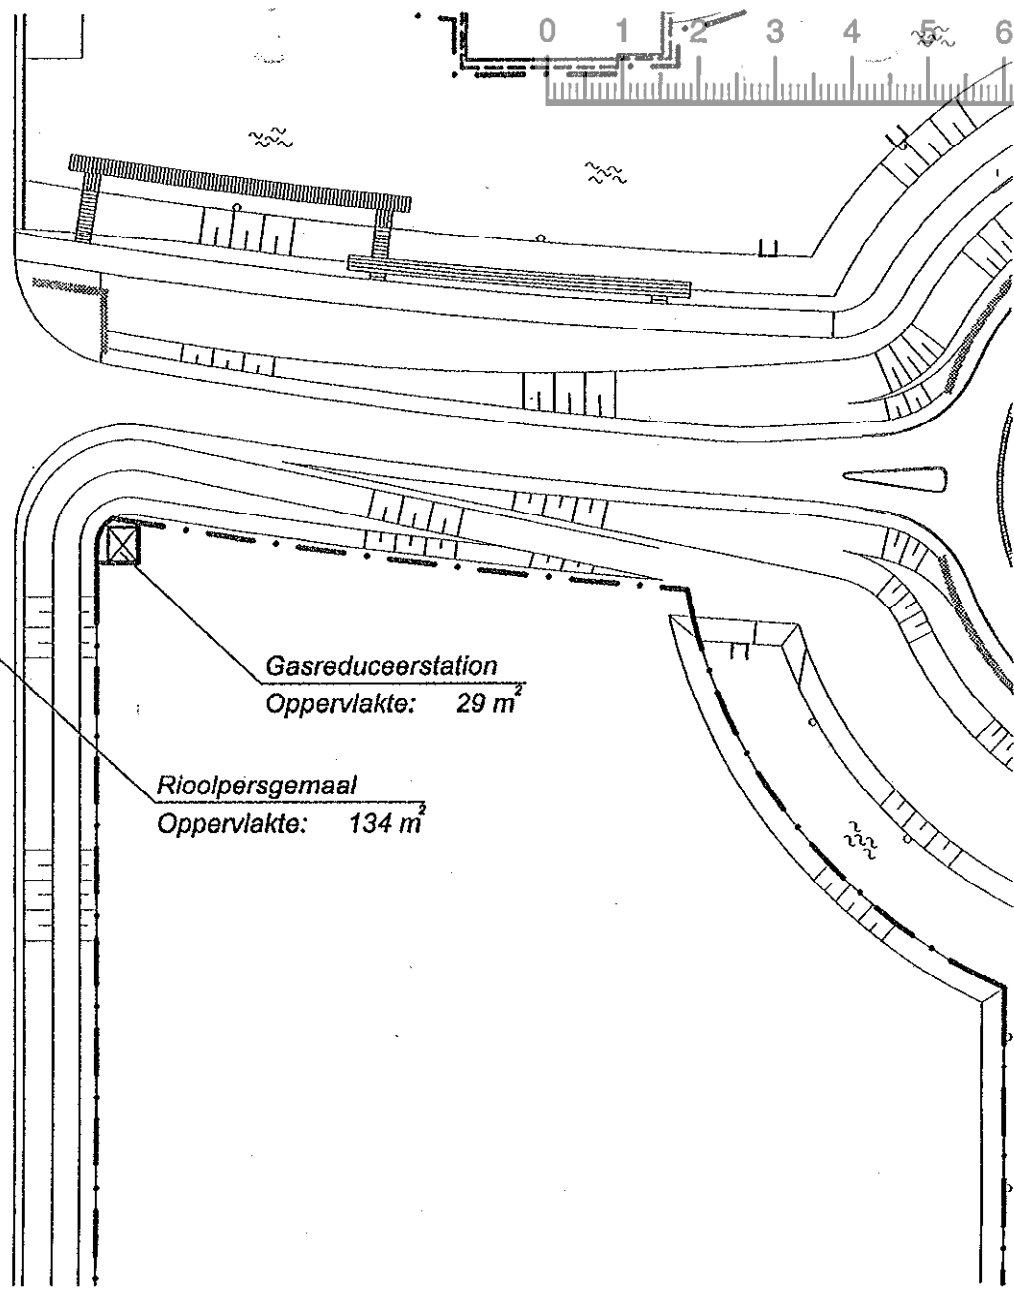 0 1 2 3 4 5 6
Gasreduceerstation
Oppervlakte: 29 m²
Rioolpersgemaal
Oppervlakte: 134 m²